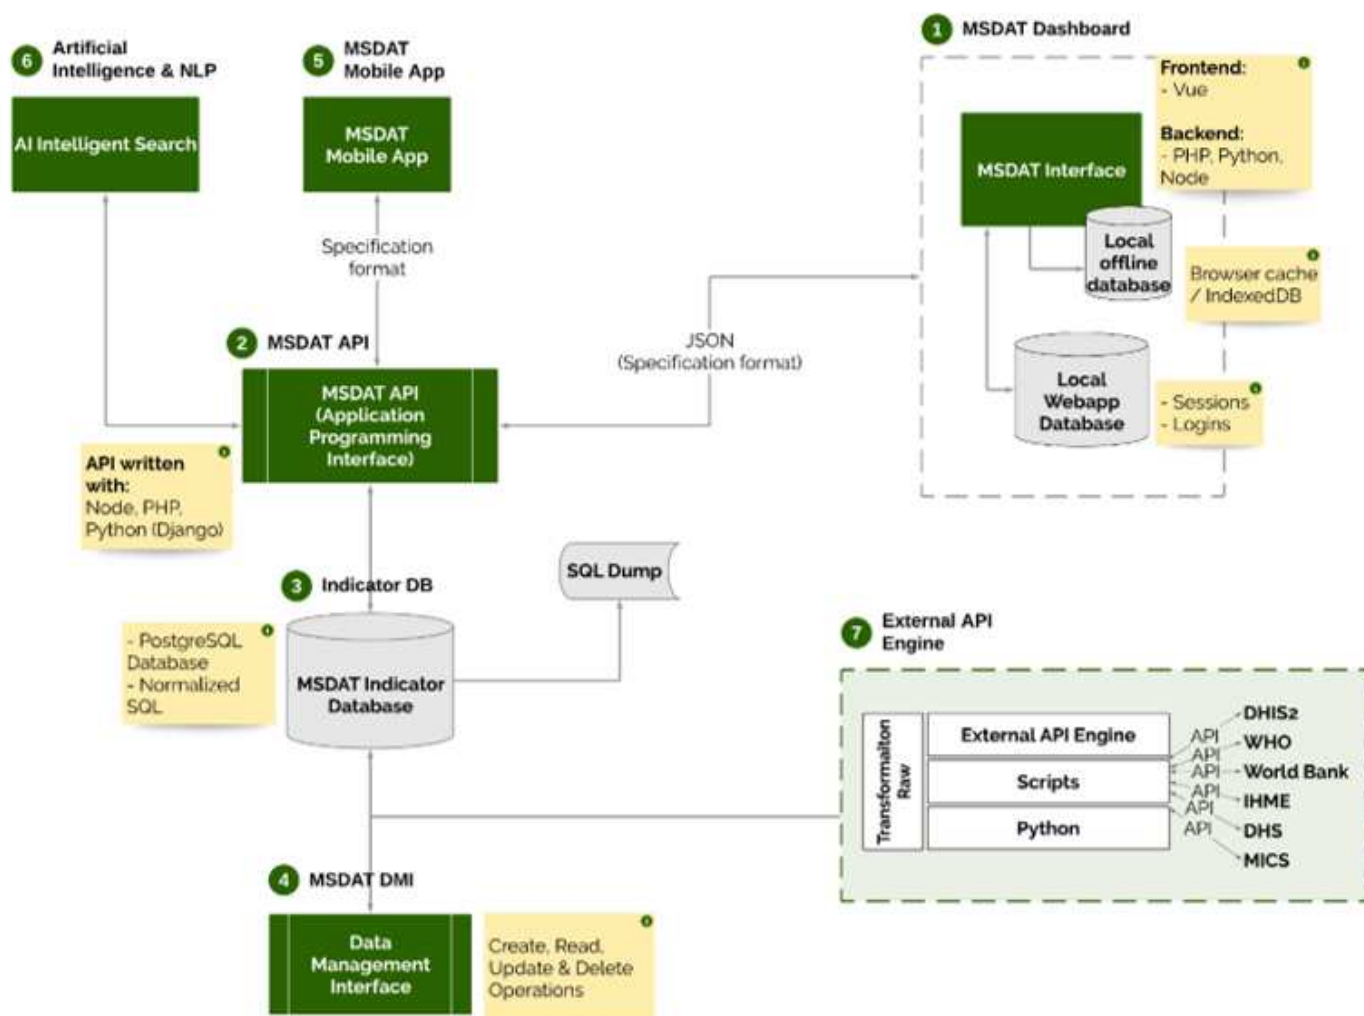 1 MSDAT Dashboard
6 Artificial
Intelligence & NLP
5 MSDAT
Mobile App
Frontend:
- Vue
Backend:
- PHP, Python,
Node
AI Intelligent Search
MSDAT
Mobile App
MSDAT Interface
Specification
format
Local
offline
database
Browser cache
/ IndexedDB
2 MSDAT API
JSON
(Specification format)
MSDAT API
(Application
Programming
Interface)
Local
Webapp
Database
- Sessions
- Logins
API written
with:
Node, PHP,
Python (Django)
3 Indicator DB
SQL Dump
- PostgreSQL
Database
- Normalized
SQL
MSDAT Indicator
Database
7 External API
Engine
Transformaiton
Raw
External API Engine
Scripts
Python
API
API
API
API
API
API
DHIS2
WHO
World Bank
IHME
DHS
MICS
4 MSDAT DMI
Data
Management
Interface
Create, Read,
Update & Delete
Operations